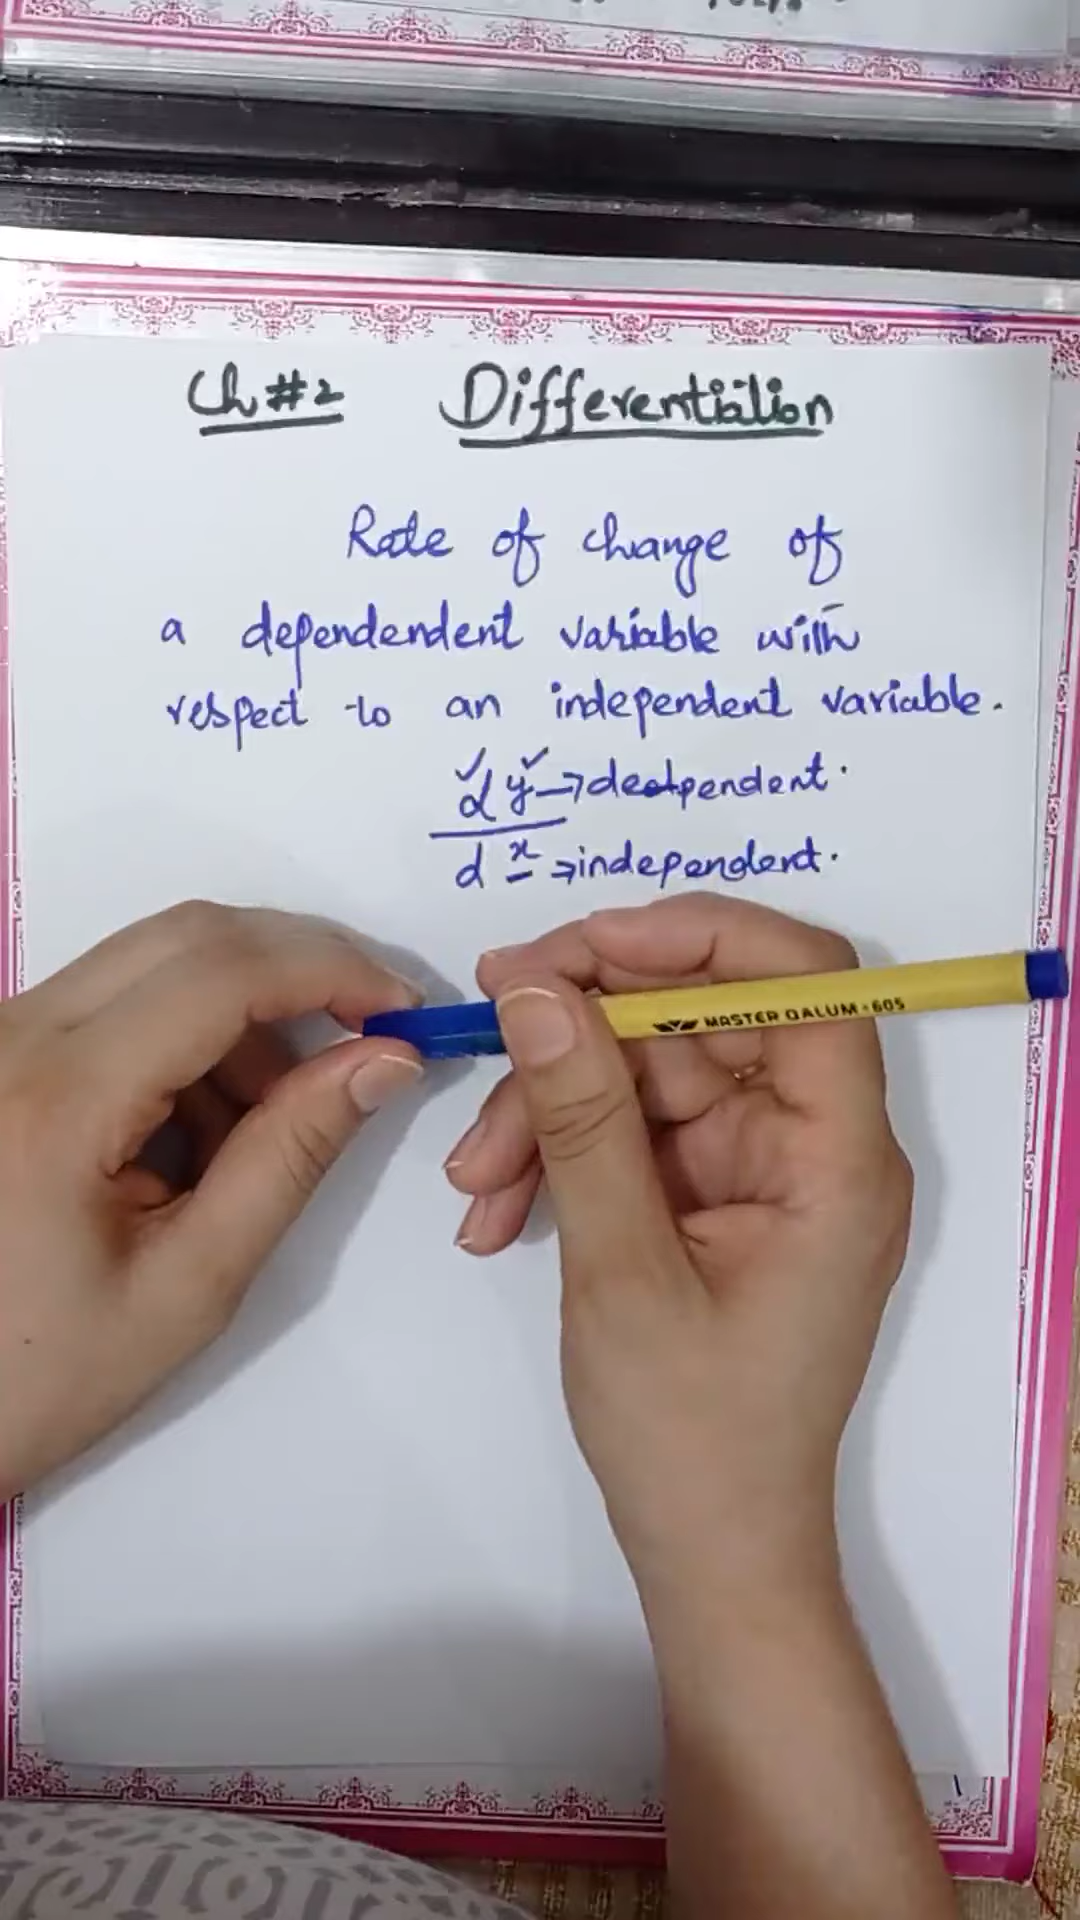 Ch #2 Differentiation
Rate of change of
a dependendent variable with
respect to an independent variable.
dy → dependent.
dx → independent.
MASTER QALUM - 605